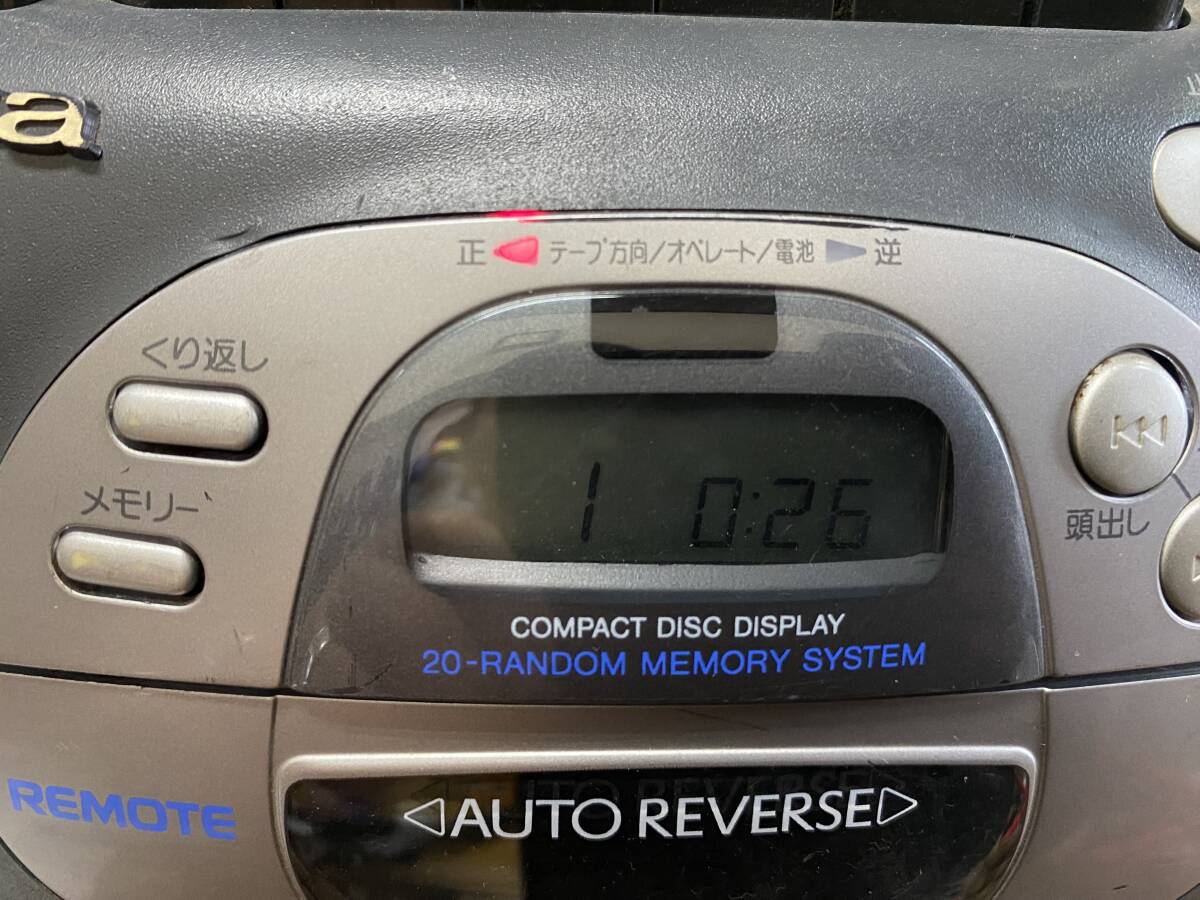 a
正 テープ方向/オペレート/電池 逆
くり返し
メモリー
1 0:26
頭出し
COMPACT DISC DISPLAY
20-RANDOM MEMORY SYSTEM
REMOTE
AUTO REVERSE